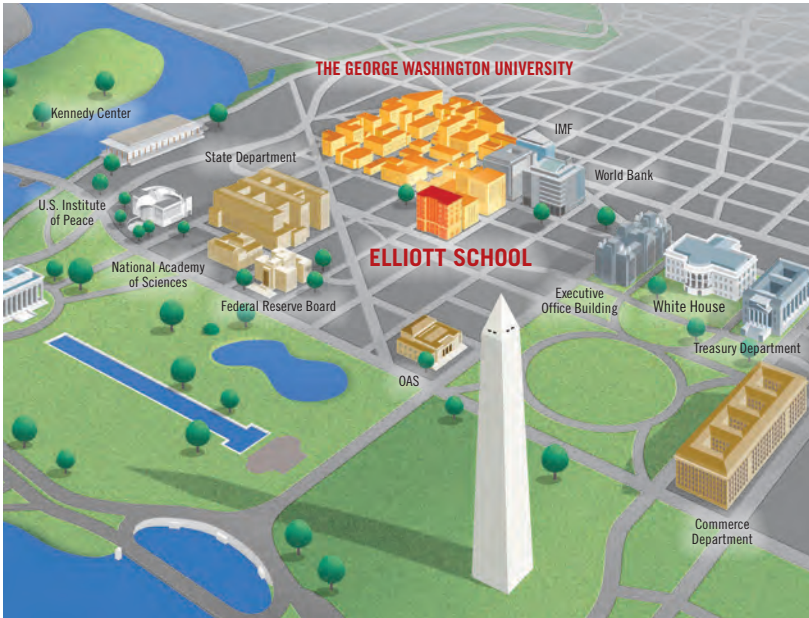 THE GEORGE WASHINGTON UNIVERSITY
Kennedy Center
IMF
State Department
World Bank
U.S. Institute
of Peace
ELLIOTT SCHOOL
National Academy
of Sciences
Federal Reserve Board
Executive
Office Building
White House
Treasury Department
OAS
Commerce
Department